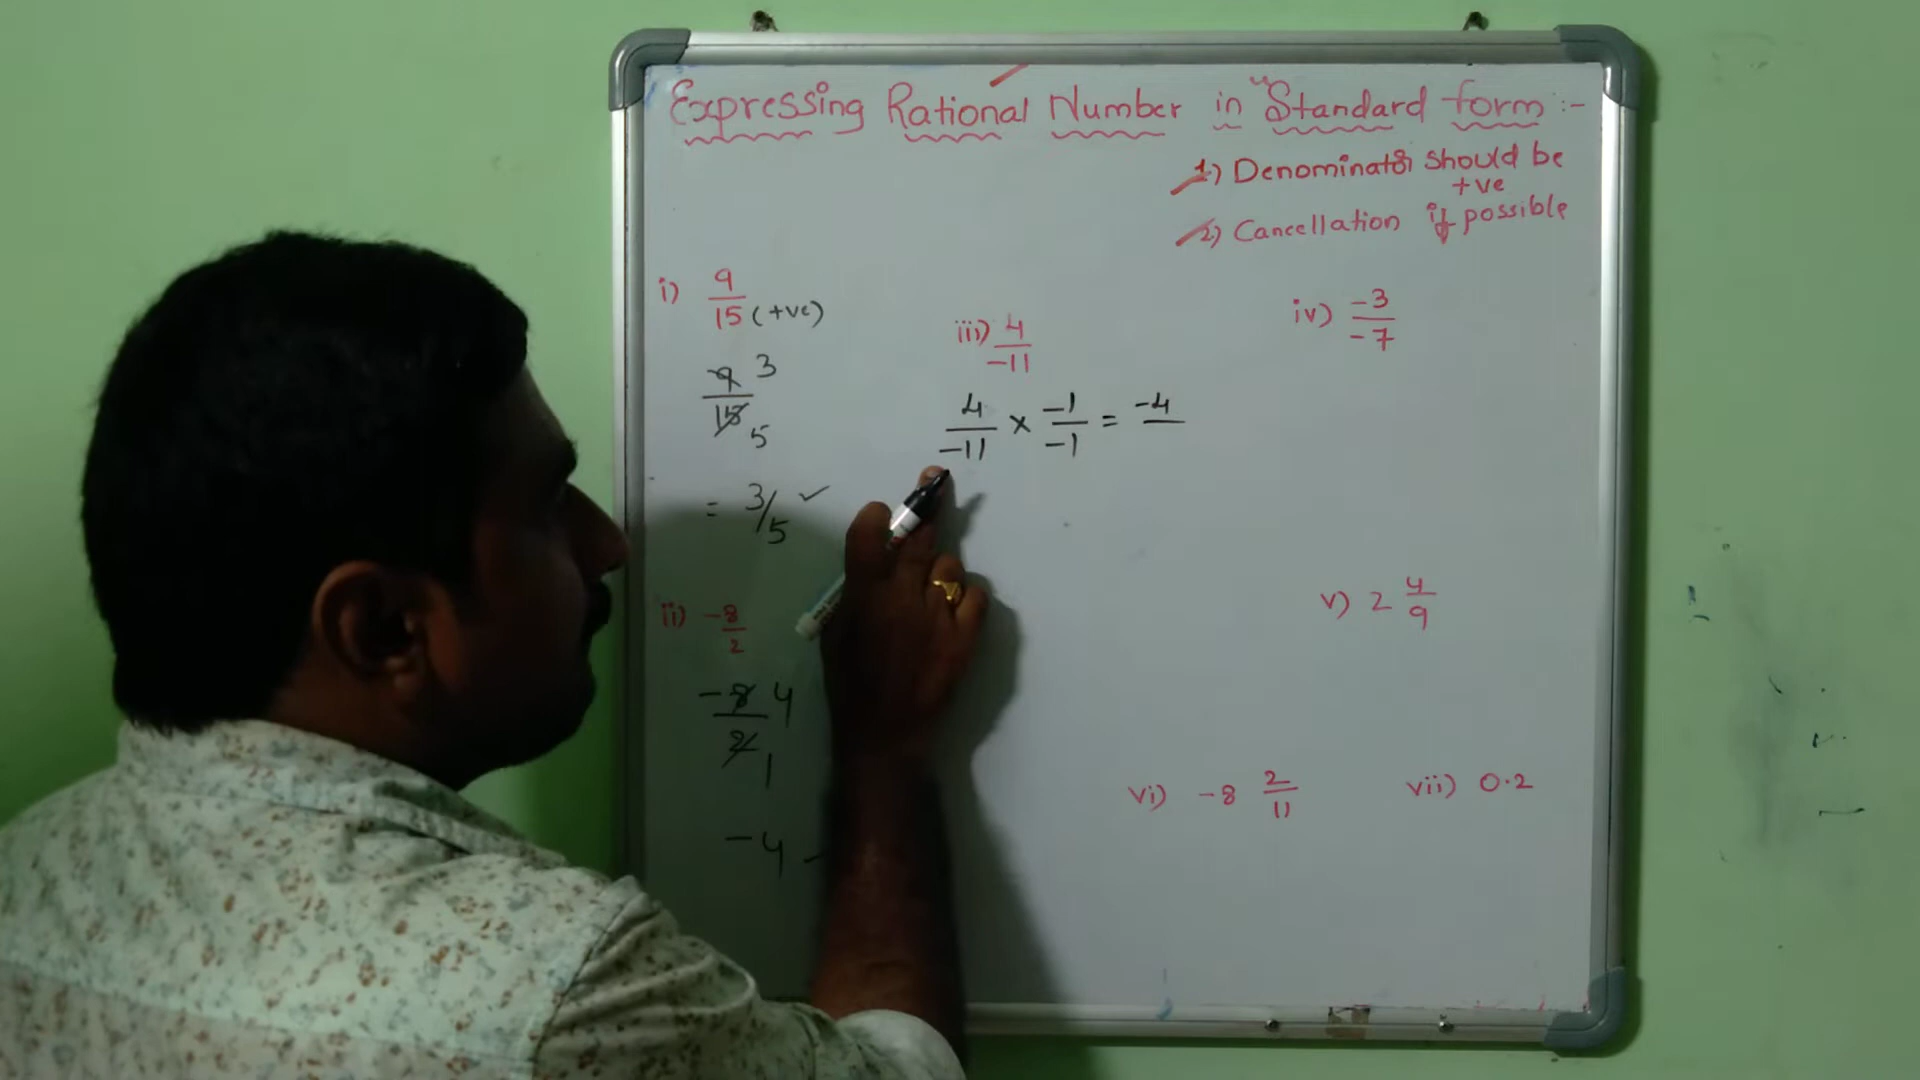 Expressing Rational Number in "Standard form :-
1) Denominator should be
+ve
2) Cancellation if possible
i) 9/15 (+ve)
9/15 3 5
= 3/5 ✓
ii) -8/2
-8/2 4 1
-4
iii) 4/-11
4/-11 × -1/-1 = -4
iv) -3/-7
v) 2 4/9
vi) -8 2/11
vii) 0.2